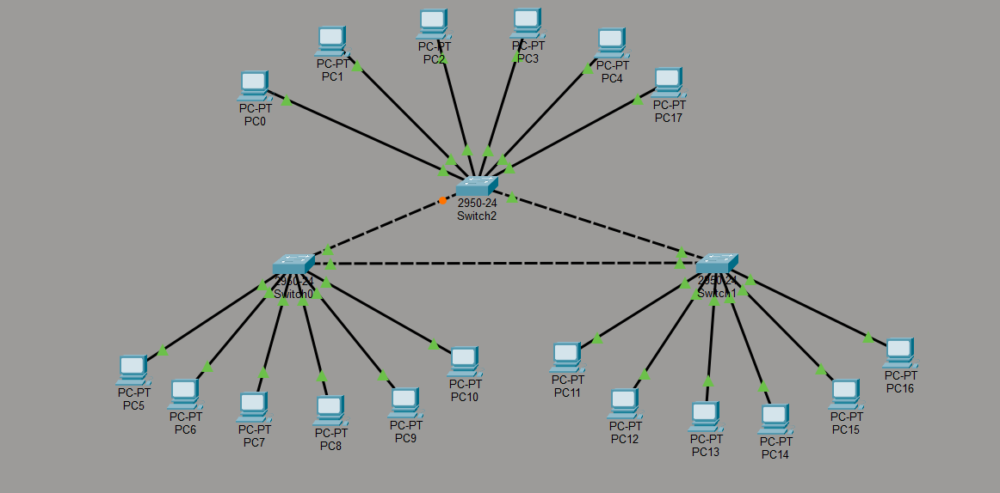 PC-PT
PC2
PC-PT
PC3
PC-PT
PC1
PC-PT
PC4
PC-PT
PC0
PC-PT
PC17
2950-24
Switch2
2950-24
Switch0
2950-24
Switch1
PC-PT
PC5
PC-PT
PC6
PC-PT
PC7
PC-PT
PC8
PC-PT
PC9
PC-PT
PC10
PC-PT
PC11
PC-PT
PC12
PC-PT
PC13
PC-PT
PC14
PC-PT
PC15
PC-PT
PC16